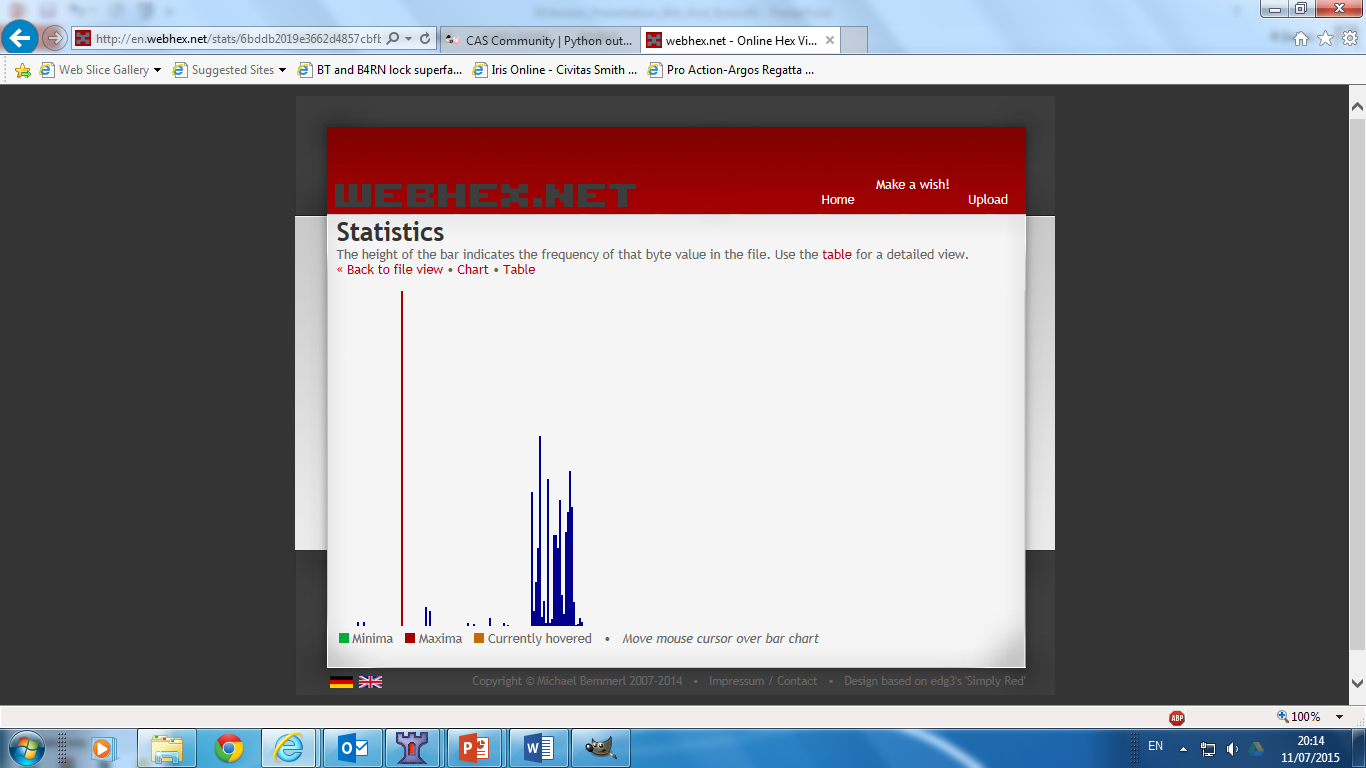 http://en.webhex.net/stats/6bddb2019e3662d4857cbfb
CAS Community | Python out...
webhex.net - Online Hex Vi...
Web Slice Gallery
Suggested Sites
BT and B4RN lock superfa...
Iris Online - Civitas Smith ...
Pro Action-Argos Regatta ...
WEBHEX.NET
Home
Make a wish!
Upload
Statistics
The height of the bar indicates the frequency of that byte value in the file. Use the table for a detailed view.
« Back to file view • Chart • Table
Minima Maxima Currently hovered • Move mouse cursor over bar chart
Copyright © Michael Bemmerl 2007-2014 • Impressum / Contact • Design based on edg3's 'Simply Red'
ABP
100%
EN
20:14
11/07/2015